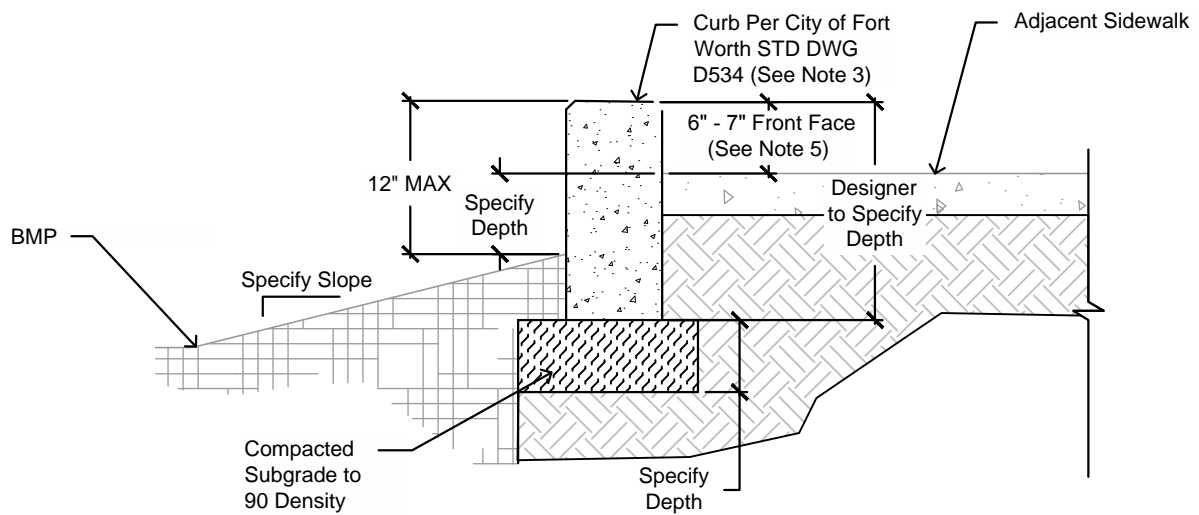 Curb Per City of Fort
Worth STD DWG
D534 (See Note 3)
Adjacent Sidewalk
6" - 7" Front Face
(See Note 5)
12" MAX
Specify
Depth
Designer
to Specify
Depth
BMP
Specify Slope
Compacted
Subgrade to
90 Density
Specify
Depth